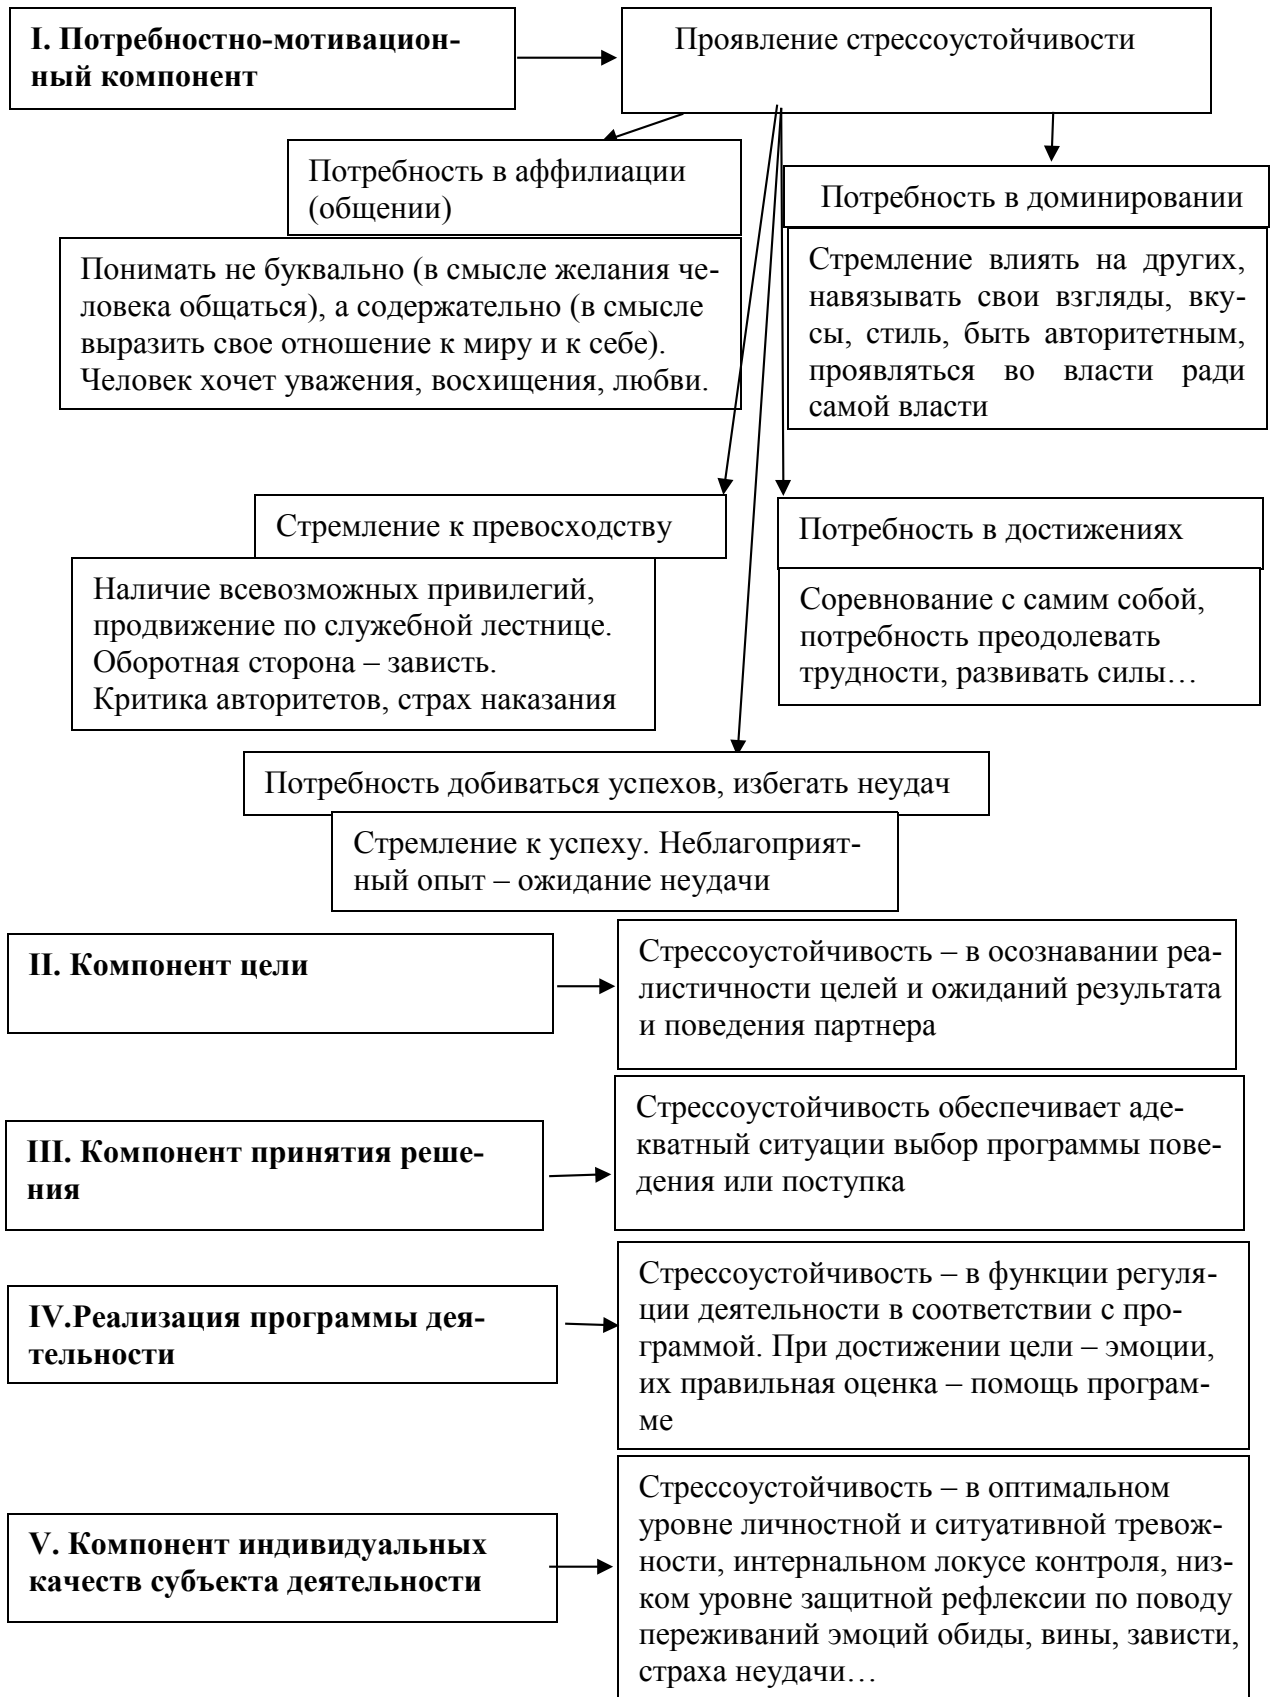 I. Потребностно-мотивацион-
ный компонент
Проявление стрессоустойчивости
Потребность в аффилиации
(общении)
Понимать не буквально (в смысле желания че-
ловека общаться), а содержательно (в смысле
выразить свое отношение к миру и к себе).
Человек хочет уважения, восхищения, любви.
Потребность в доминировании
Стремление влиять на других,
навязывать свои взгляды, вку-
сы, стиль, быть авторитетным,
проявляться во власти ради
самой власти
Стремление к превосходству
Наличие всевозможных привилегий,
продвижение по служебной лестнице.
Оборотная сторона – зависть.
Критика авторитетов, страх наказания
Потребность в достижениях
Соревнование с самим собой,
потребность преодолевать
трудности, развивать силы…
Потребность добиваться успехов, избегать неудач
Стремление к успеху. Неблагоприят-
ный опыт – ожидание неудачи
II. Компонент цели
Стрессоустойчивость – в осознавании реа-
листичности целей и ожиданий результата
и поведения партнера
III. Компонент принятия реше-
ния
Стрессоустойчивость обеспечивает аде-
кватный ситуации выбор программы пове-
дения или поступка
IV.Реализация программы дея-
тельности
Стрессоустойчивость – в функции регуля-
ции деятельности в соответствии с про-
граммой. При достижении цели – эмоции,
их правильная оценка – помощь програм-
ме
V. Компонент индивидуальных
качеств субъекта деятельности
Стрессоустойчивость – в оптимальном
уровне личностной и ситуативной тревож-
ности, интернальном локусе контроля, низ-
ком уровне защитной рефлексии по поводу
переживаний эмоций обиды, вины, зависти,
страха неудачи…